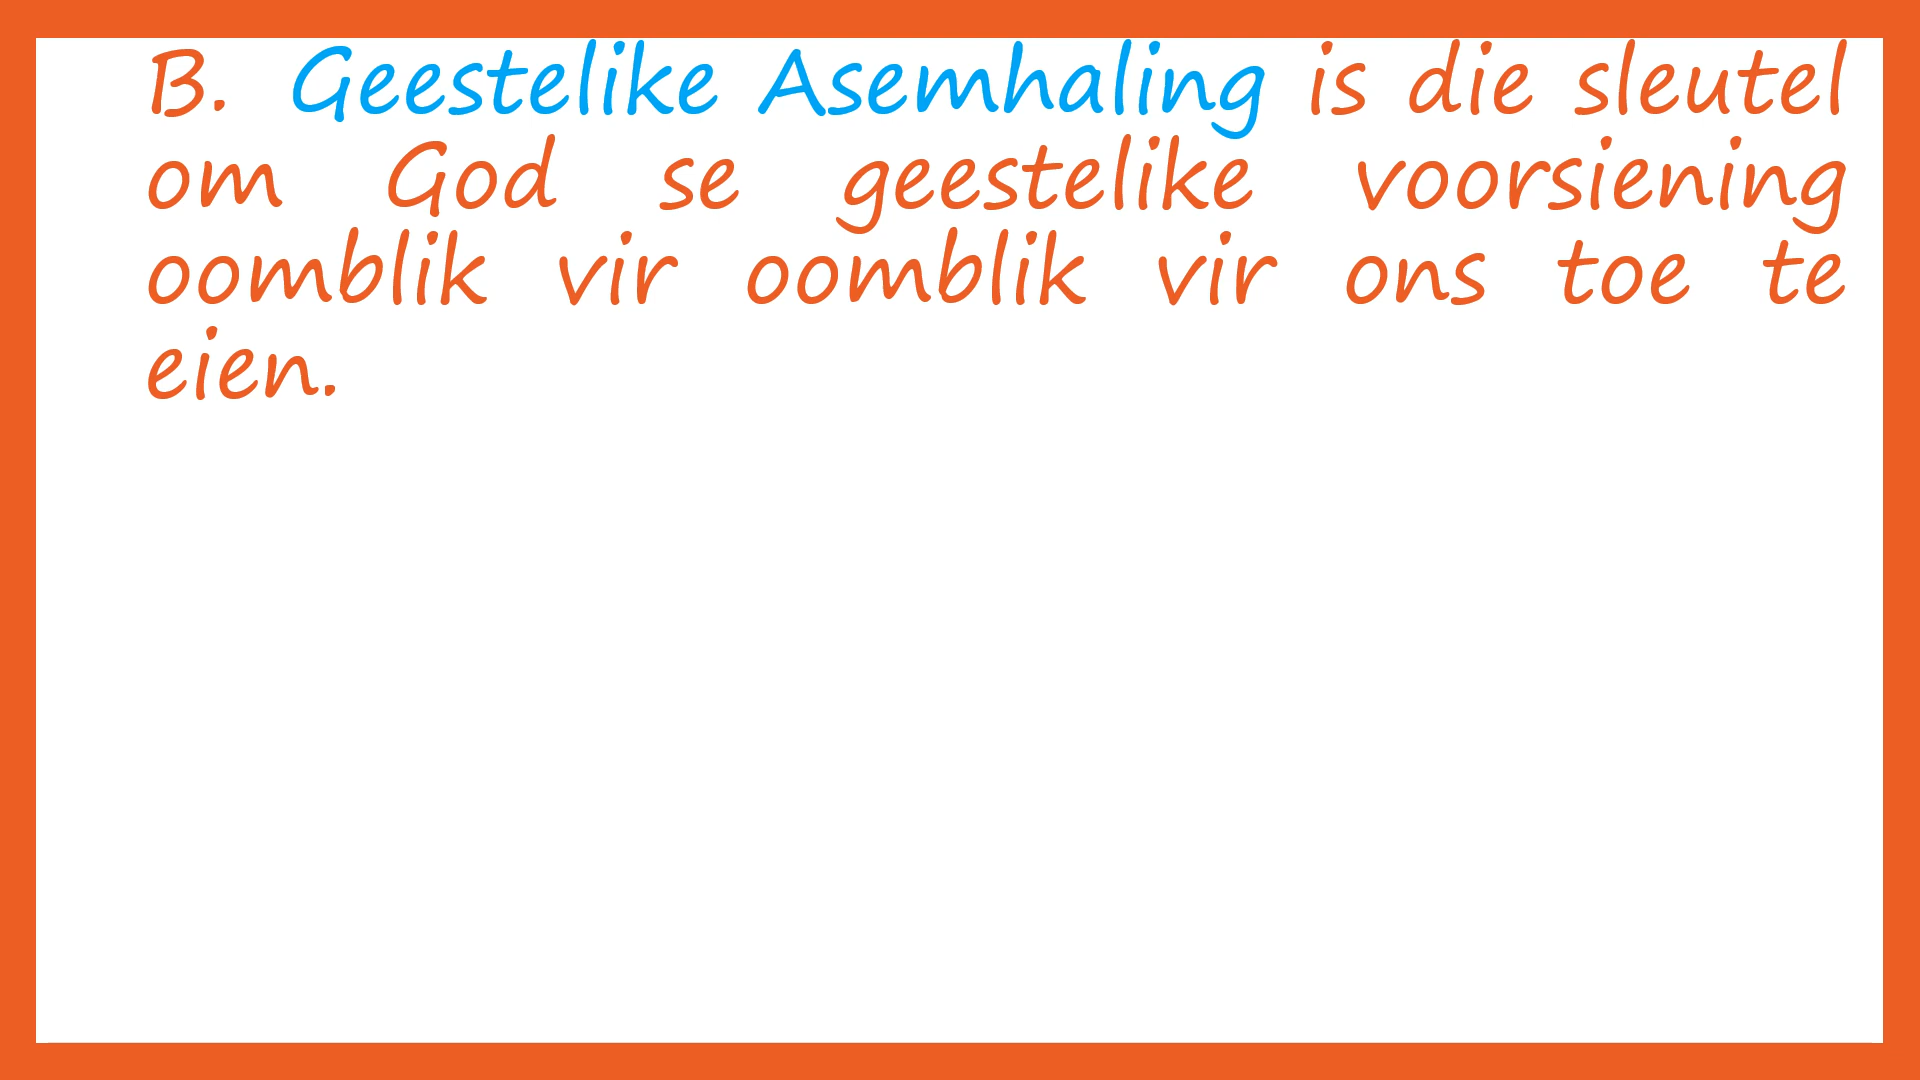 B. Geestelike Asemhaling is die sleutel
om God se geestelike voorsiening
oomblik vir oomblik vir ons toe te
eien.